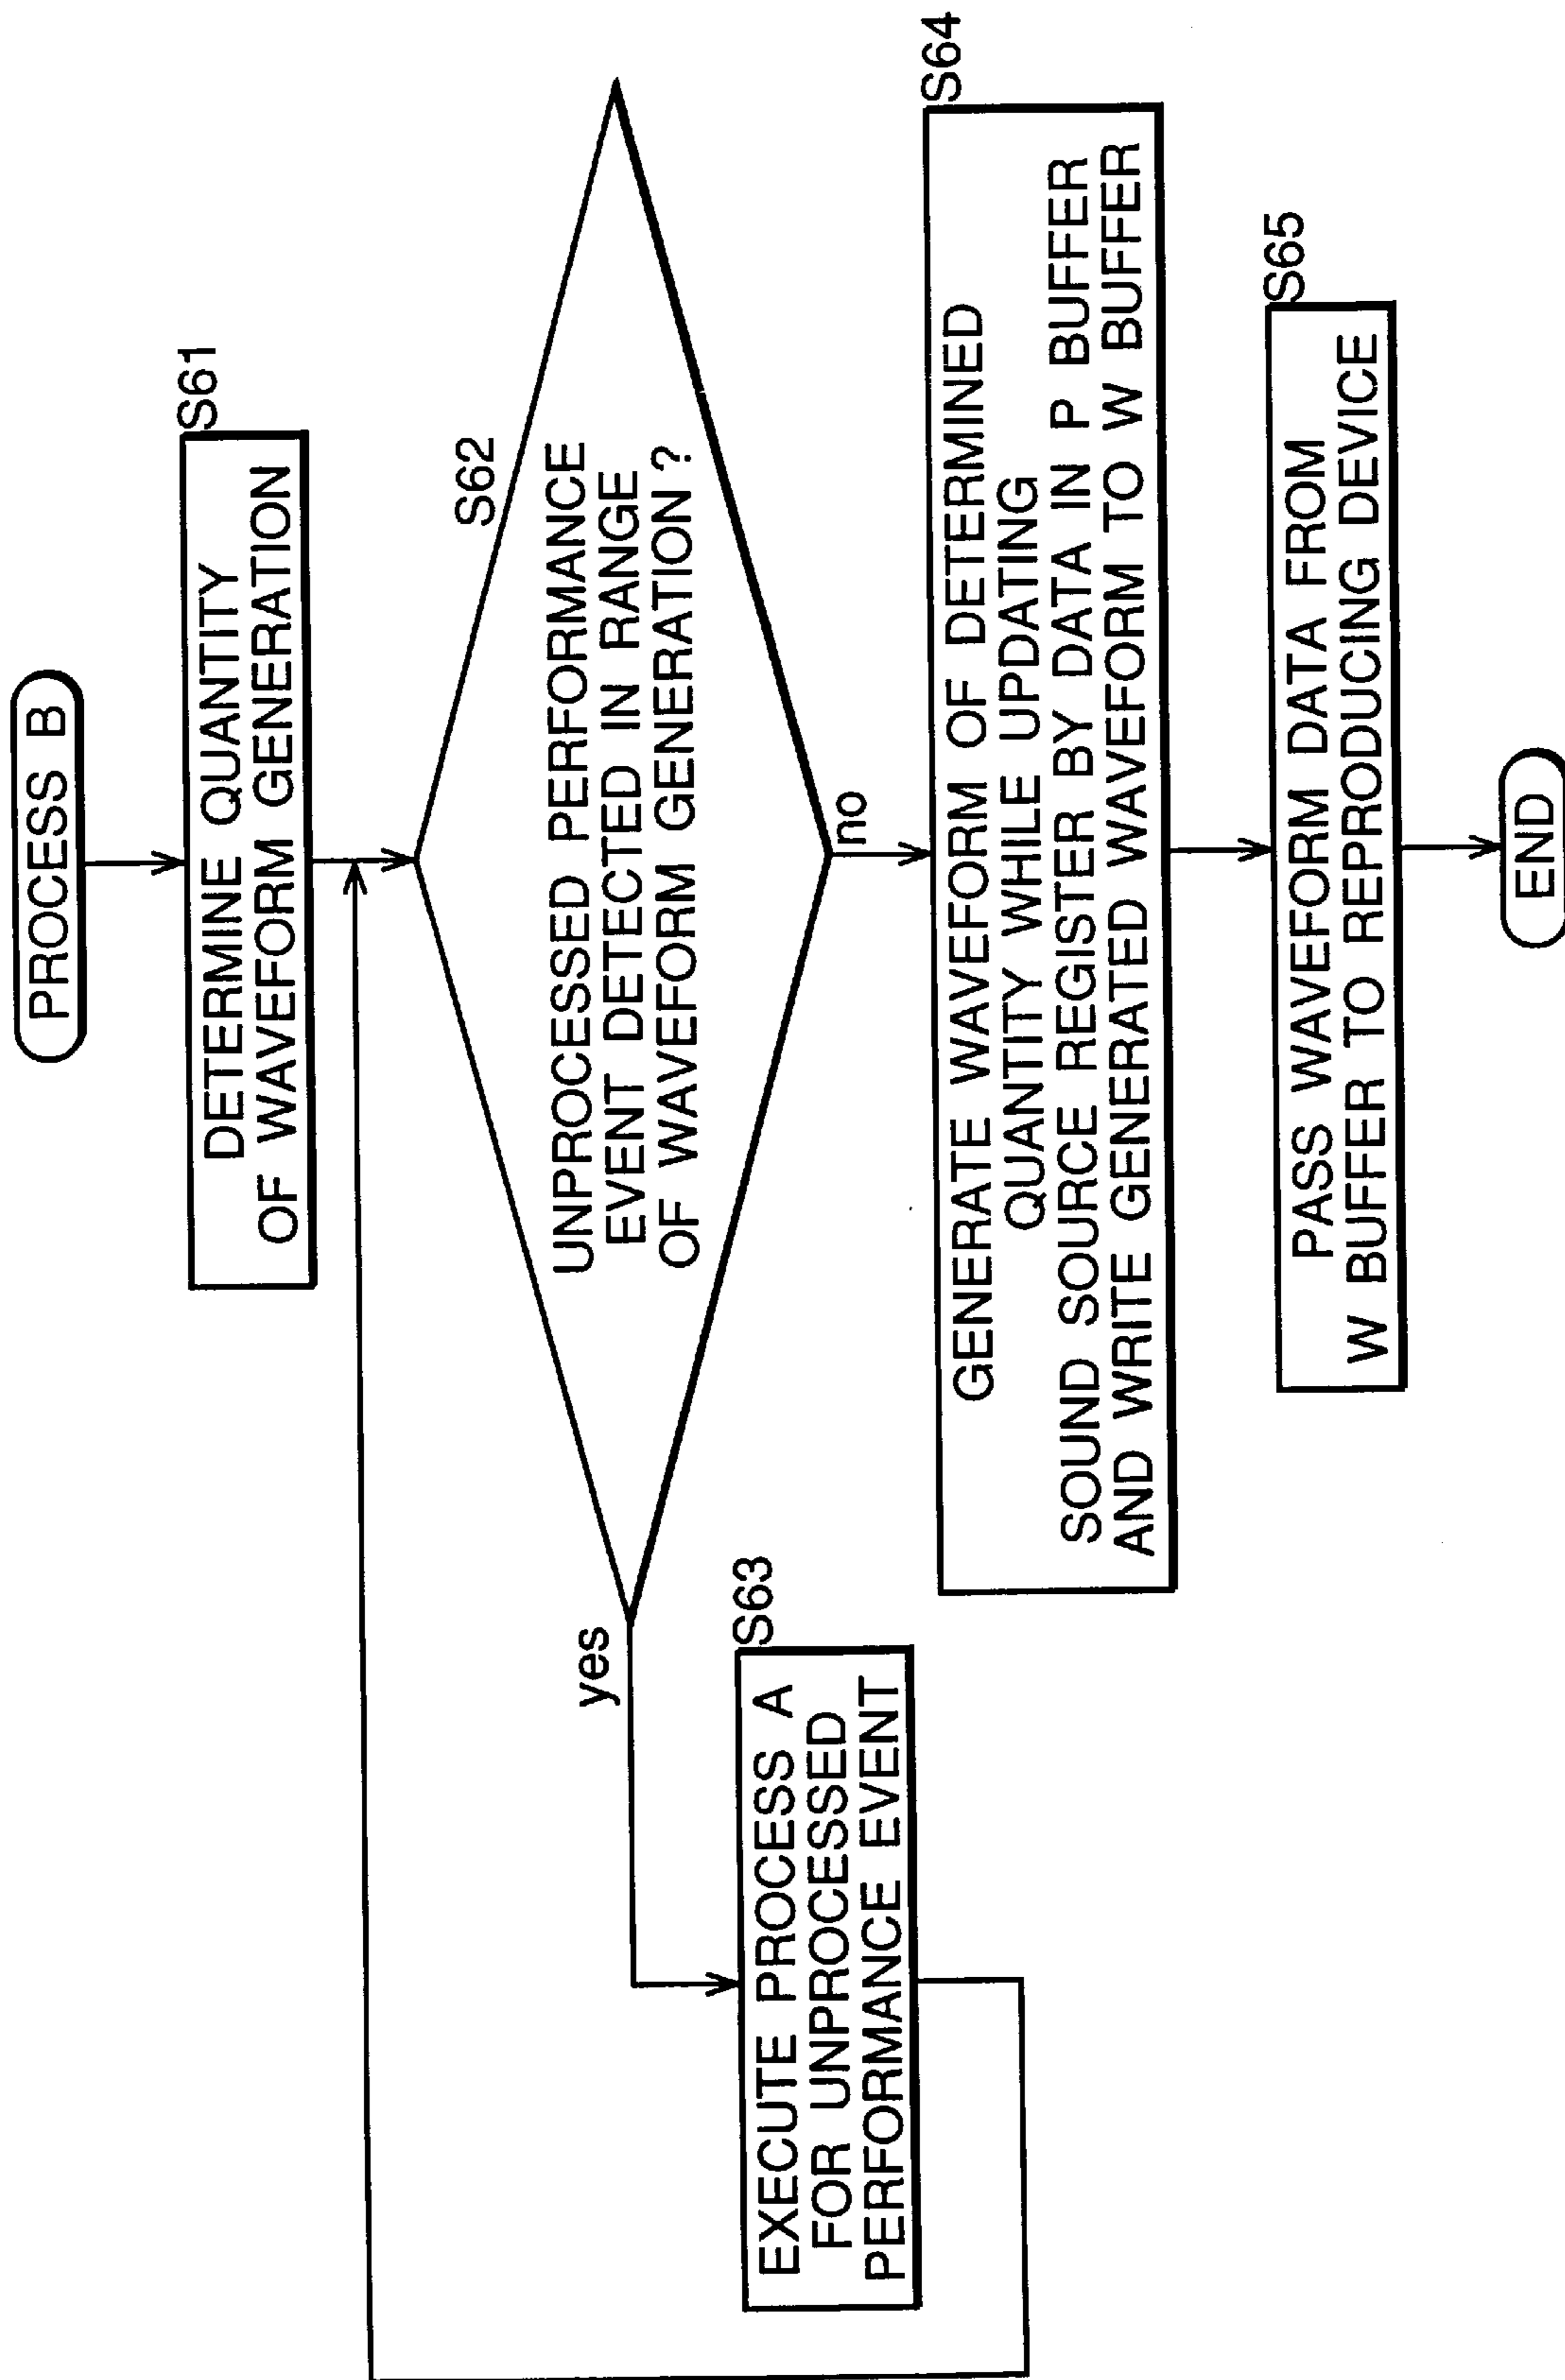 PROCESS B
S61
DETERMINE QUANTITY
OF WAVEFORM GENERATION
S62
UNPROCESSED PERFORMANCE
EVENT DETECTED IN RANGE
OF WAVEFORM GENERATION ?
yes
no
S63
EXECUTE PROCESS A
FOR UNPROCESSED
PERFORMANCE EVENT
S64
GENERATE WAVEFORM OF DETERMINED
QUANTITY WHILE UPDATING
SOUND SOURCE REGISTER BY DATA IN P BUFFER
AND WRITE GENERATED WAVEFORM TO W BUFFER
S65
PASS WAVEFORM DATA FROM
W BUFFER TO REPRODUCING DEVICE
END